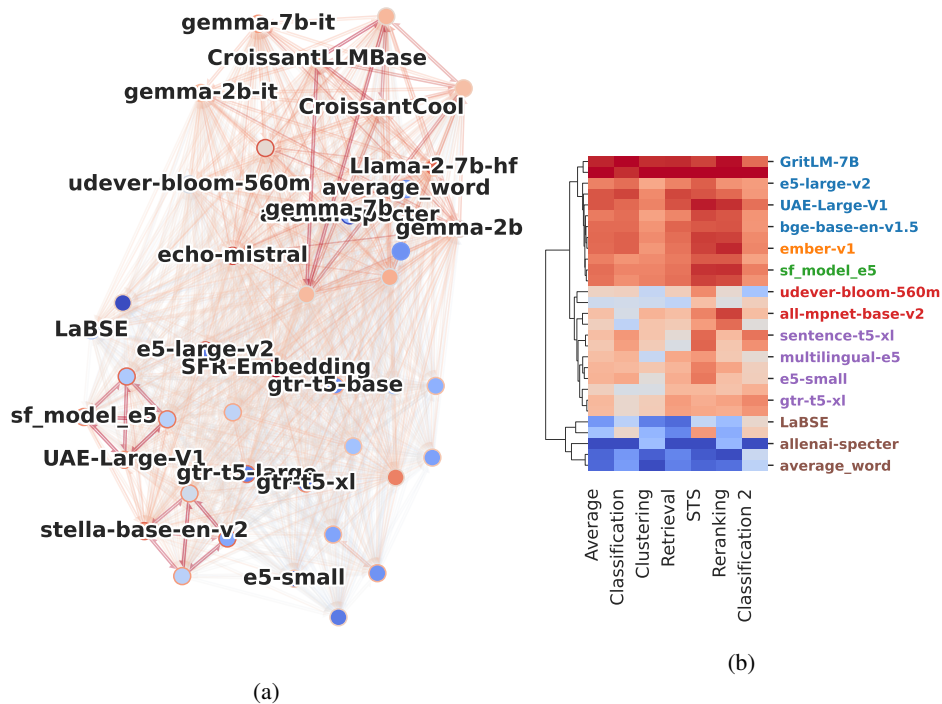 gemma-7b-it
CroissantLLMBase
gemma-2b-it
CroissantCool
Llama-2-7b-hf
udever-bloom-560m
average_word
gemma-7b
specter
gemma-2b
echo-mistral
LaBSE
e5-large-v2
SFR-Embedding
gtr-t5-base
sf_model_e5
UAE-Large-V1
gtr-t5-large
gtr-t5-xl
stella-base-en-v2
e5-small
(a)
GritLM-7B
e5-large-v2
UAE-Large-V1
bge-base-en-v1.5
ember-v1
sf_model_e5
udever-bloom-560m
all-mpnet-base-v2
sentence-t5-xl
multilingual-e5
e5-small
gtr-t5-xl
LaBSE
allenai-specter
average_word
Average
Classification
Clustering
Retrieval
STS
Reranking
Classification 2
(b)